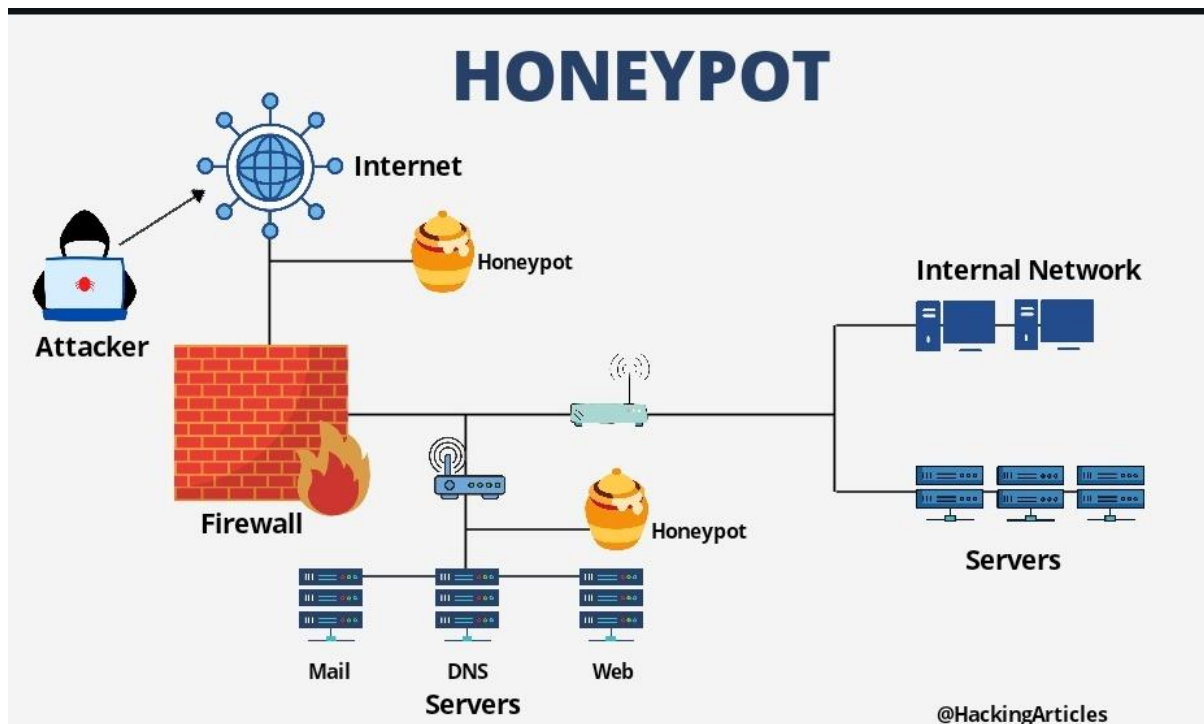 HONEYPOT
Internet
Honeypot
Attacker
Internal Network
Firewall
Honeypot
Servers
Mail
DNS
Web
Servers
@HackingArticles